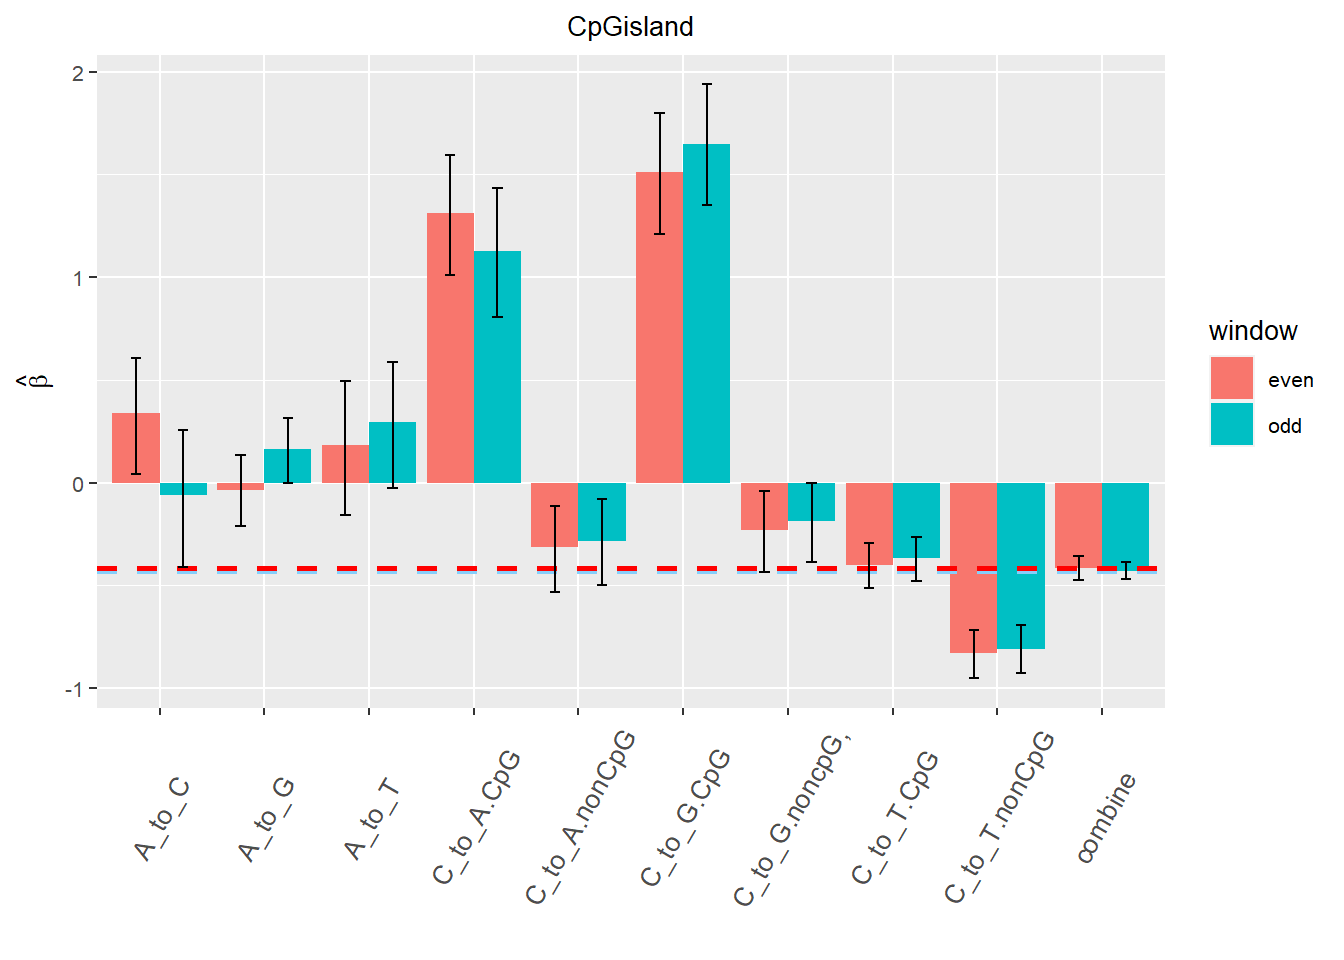 CpGisland
2
1
0
-1
β̂
A_to_C
A_to_G
A_to_T
C_to_A.CpG
C_to_A.nonCpG
C_to_G.CpG
C_to_G.noncpG,
C_to_T.CpG
C_to_T.nonCpG
combine
window
even
odd